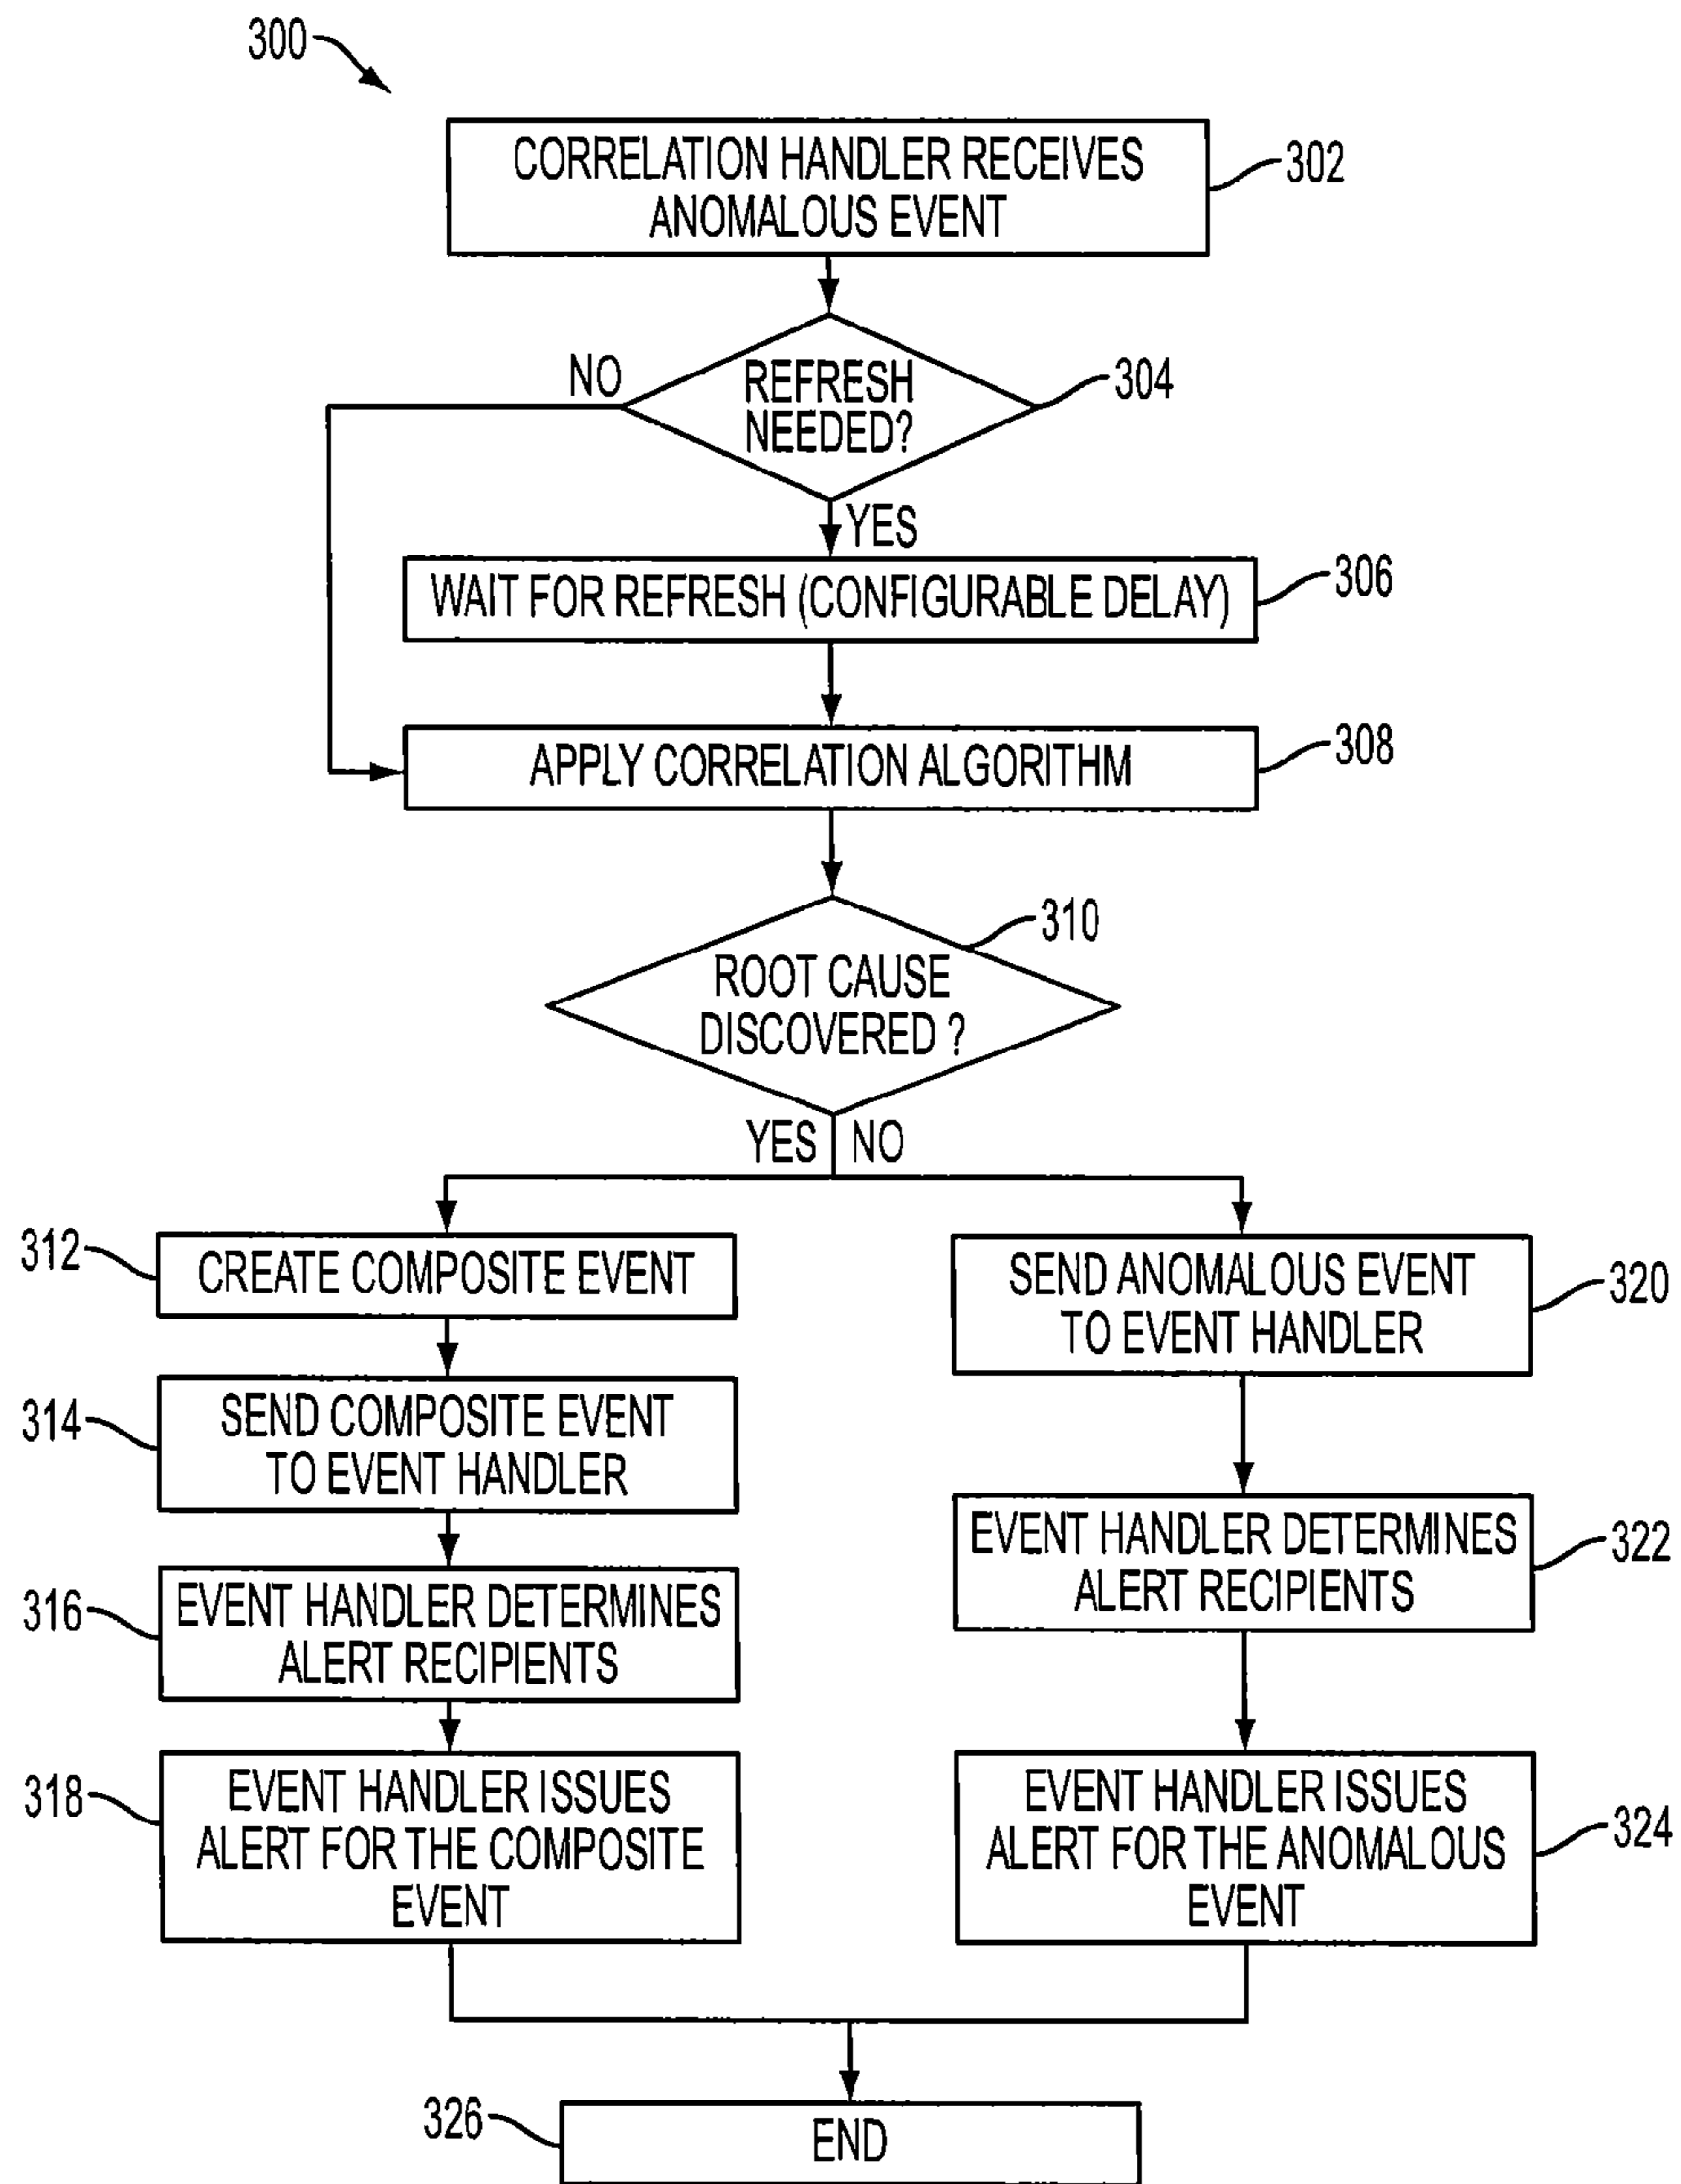 300
CORRELATION HANDLER RECEIVES
ANOMALOUS EVENT
302
REFRESH
NEEDED?
304
NO
YES
WAIT FOR REFRESH (CONFIGURABLE DELAY)
306
APPLY CORRELATION ALGORITHM
308
310
ROOT CAUSE
DISCOVERED ?
YES
NO
312
CREATE COMPOSITE EVENT
314
SEND COMPOSITE EVENT
TO EVENT HANDLER
316
EVENT HANDLER DETERMINES
ALERT RECIPIENTS
318
EVENT HANDLER ISSUES
ALERT FOR THE COMPOSITE
EVENT
SEND ANOMALOUS EVENT
TO EVENT HANDLER
320
EVENT HANDLER DETERMINES
ALERT RECIPIENTS
322
EVENT HANDLER ISSUES
ALERT FOR THE ANOMALOUS
EVENT
324
326
END